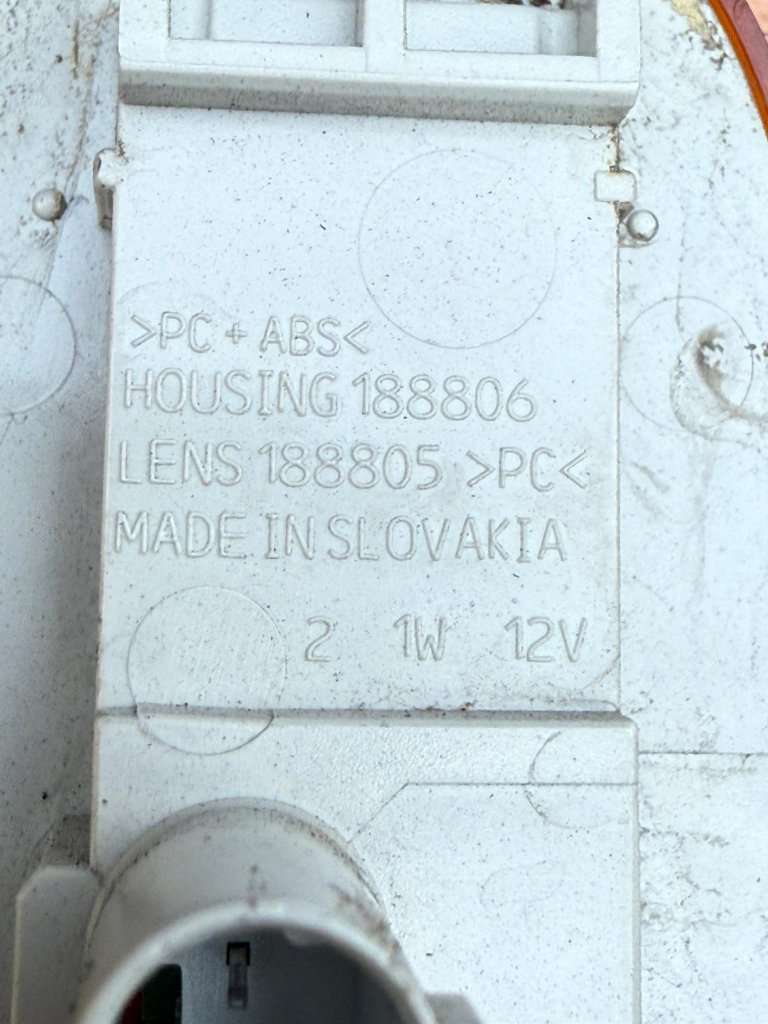 >PC + ABS<
HOUSING 188806
LENS 188805 >PC<
MADE IN SLOVAKIA
2 1W 12V